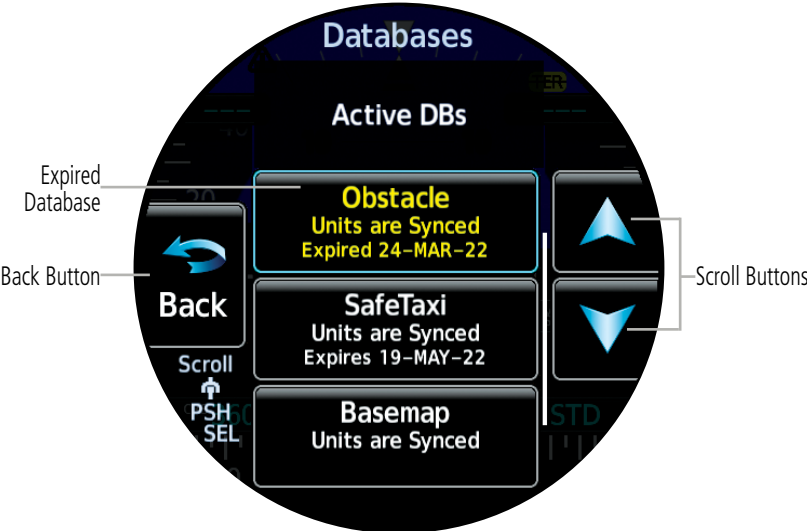 Databases
Active DBs
Expired
Database
Obstacle
Units are Synced
Expired 24-MAR-22
Back Button
Back
Scroll Buttons
SafeTaxi
Units are Synced
Expires 19-MAY-22
Scroll
PSH
SEL
Basemap
Units are Synced
STD